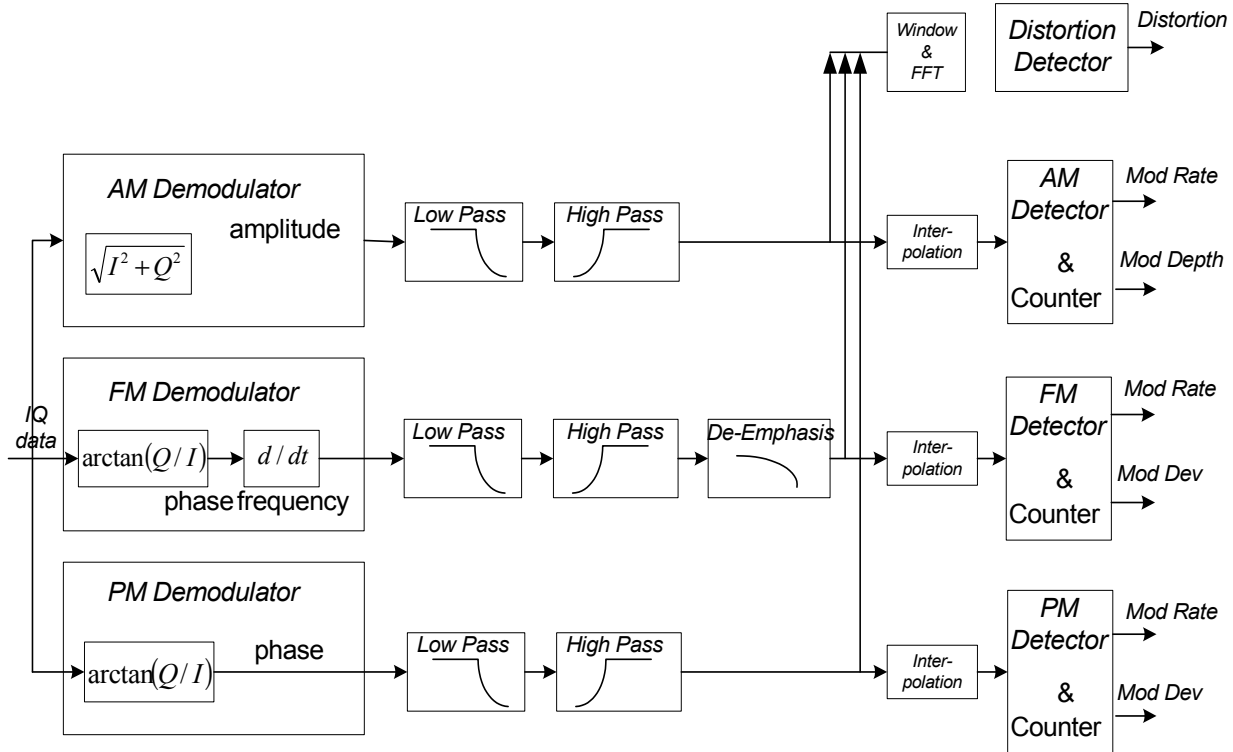 Window
&
FFT
Distortion
Detector
Distortion
AM Demodulator
amplitude
√I² + Q²
Low Pass
High Pass
Inter-
polation
AM
Detector
&
Counter
Mod Rate
Mod Depth
IQ
data
FM Demodulator
arctan(Q / I)
d / dt
phase
frequency
Low Pass
High Pass
De-Emphasis
Inter-
polation
FM
Detector
&
Counter
Mod Rate
Mod Dev
PM Demodulator
arctan(Q / I)
phase
Low Pass
High Pass
Inter-
polation
PM
Detector
&
Counter
Mod Rate
Mod Dev